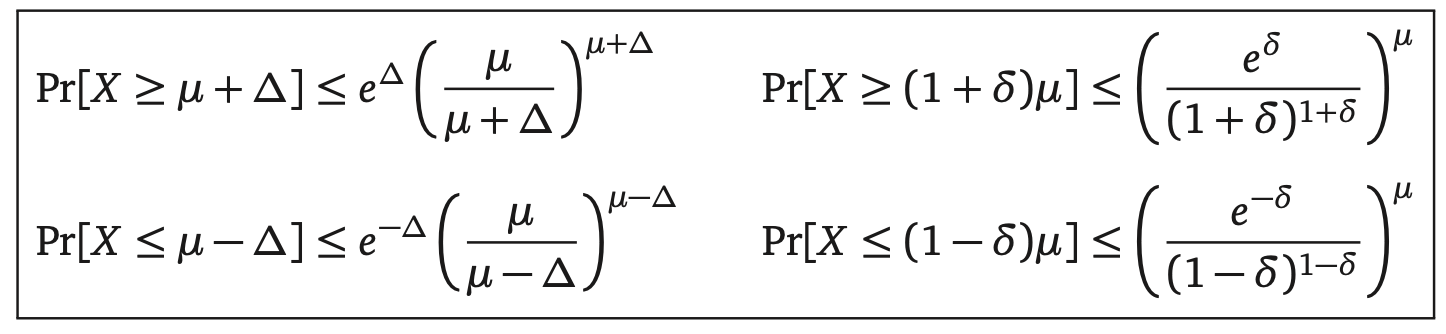 Pr[X ≥ μ + Δ] ≤ e^Δ (μ / (μ + Δ))^{μ+Δ}    Pr[X ≥ (1 + δ)μ] ≤ (e^δ / (1 + δ)^{1+δ})^μ
Pr[X ≤ μ − Δ] ≤ e^{−Δ} (μ / (μ − Δ))^{μ−Δ}    Pr[X ≤ (1 − δ)μ] ≤ (e^{−δ} / (1 − δ)^{1−δ})^μ